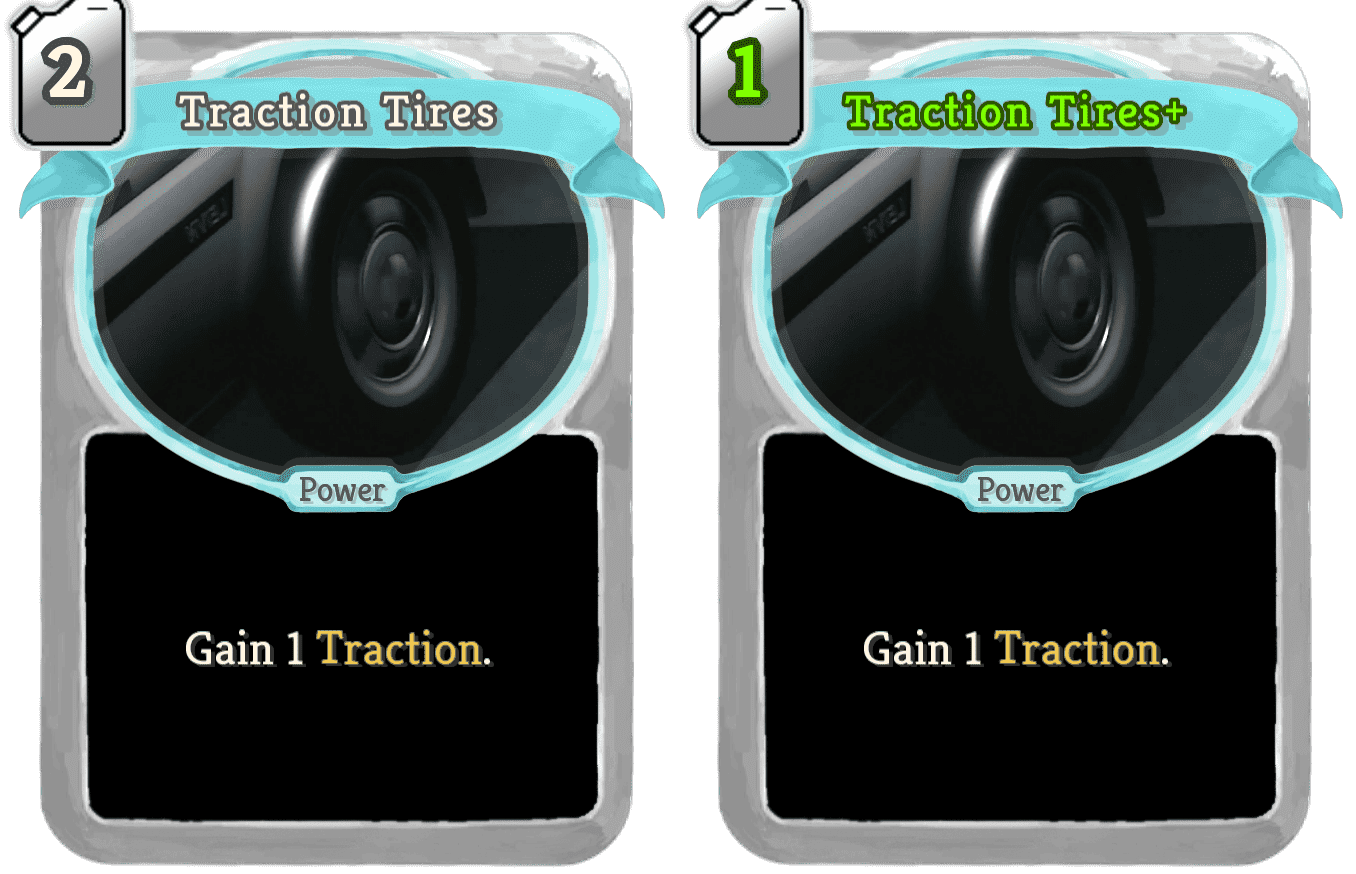 2
Traction Tires
Power
Gain 1 Traction.
1
Traction Tires+
Power
Gain 1 Traction.